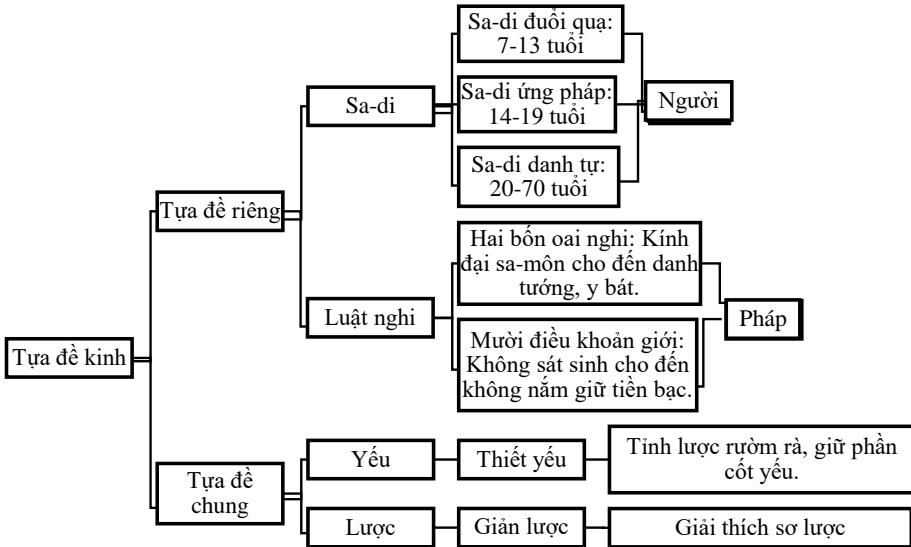 Sa-di đuổi quạ:
7-13 tuổi
Sa-di
Sa-di ứng pháp:
14-19 tuổi
Người
Sa-di danh tự:
20-70 tuổi
Tựa đề riêng
Hai bốn oai nghi: Kính
đại sa-môn cho đến danh
tướng, y bát.
Luật nghi
Pháp
Mười điều khoản giới:
Không sát sinh cho đến
không nắm giữ tiền bạc.
Tựa đề kinh
Tựa đề
chung
Yếu
Thiết yếu
Tỉnh lược rườm rà, giữ phần
cốt yếu.
Lược
Giản lược
Giải thích sơ lược